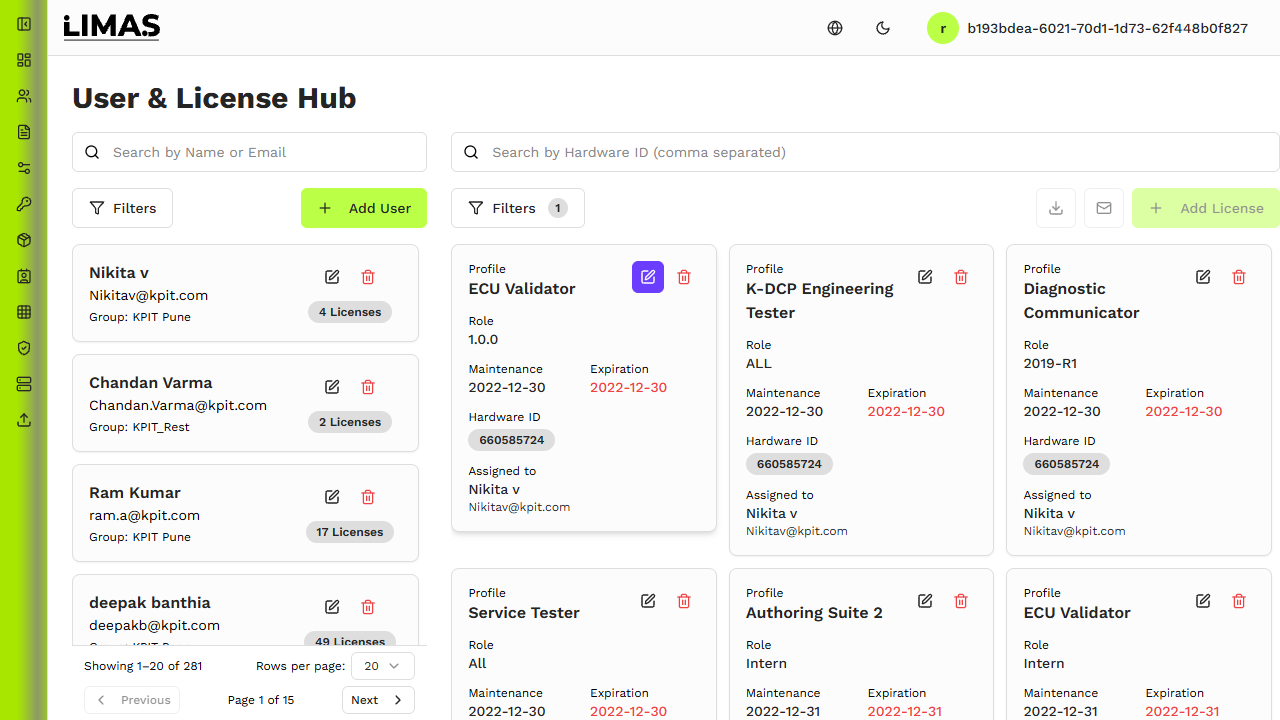 LIMAS
r
b193bdea-6021-70d1-1d73-62f448b0f827
User & License Hub
Search by Name or Email
Search by Hardware ID (comma separated)
Filters
Add User
Filters 1
Add License
Nikita v
Nikitav@kpit.com
Group: KPIT Pune
4 Licenses
Chandan Varma
Chandan.Varma@kpit.com
Group: KPIT_Rest
2 Licenses
Ram Kumar
ram.a@kpit.com
Group: KPIT Pune
17 Licenses
deepak banthia
deepakb@kpit.com
49 Licenses
Showing 1–20 of 281
Rows per page: 20
Previous
Page 1 of 15
Next
Profile
ECU Validator
Role
1.0.0
Maintenance Expiration
2022-12-30 2022-12-30
Hardware ID
660585724
Assigned to
Nikita v
Nikitav@kpit.com
Profile
K-DCP Engineering
Tester
Role
ALL
Maintenance Expiration
2022-12-30 2022-12-30
Hardware ID
660585724
Assigned to
Nikita v
Nikitav@kpit.com
Profile
Diagnostic
Communicator
Role
2019-R1
Maintenance Expiration
2022-12-30 2022-12-30
Hardware ID
660585724
Assigned to
Nikita v
Nikitav@kpit.com
Profile
Service Tester
Role
All
Maintenance Expiration
2022-12-30 2022-12-30
Profile
Authoring Suite 2
Role
Intern
Maintenance Expiration
2022-12-31 2022-12-31
Profile
ECU Validator
Role
Intern
Maintenance Expiration
2022-12-31 2022-12-31